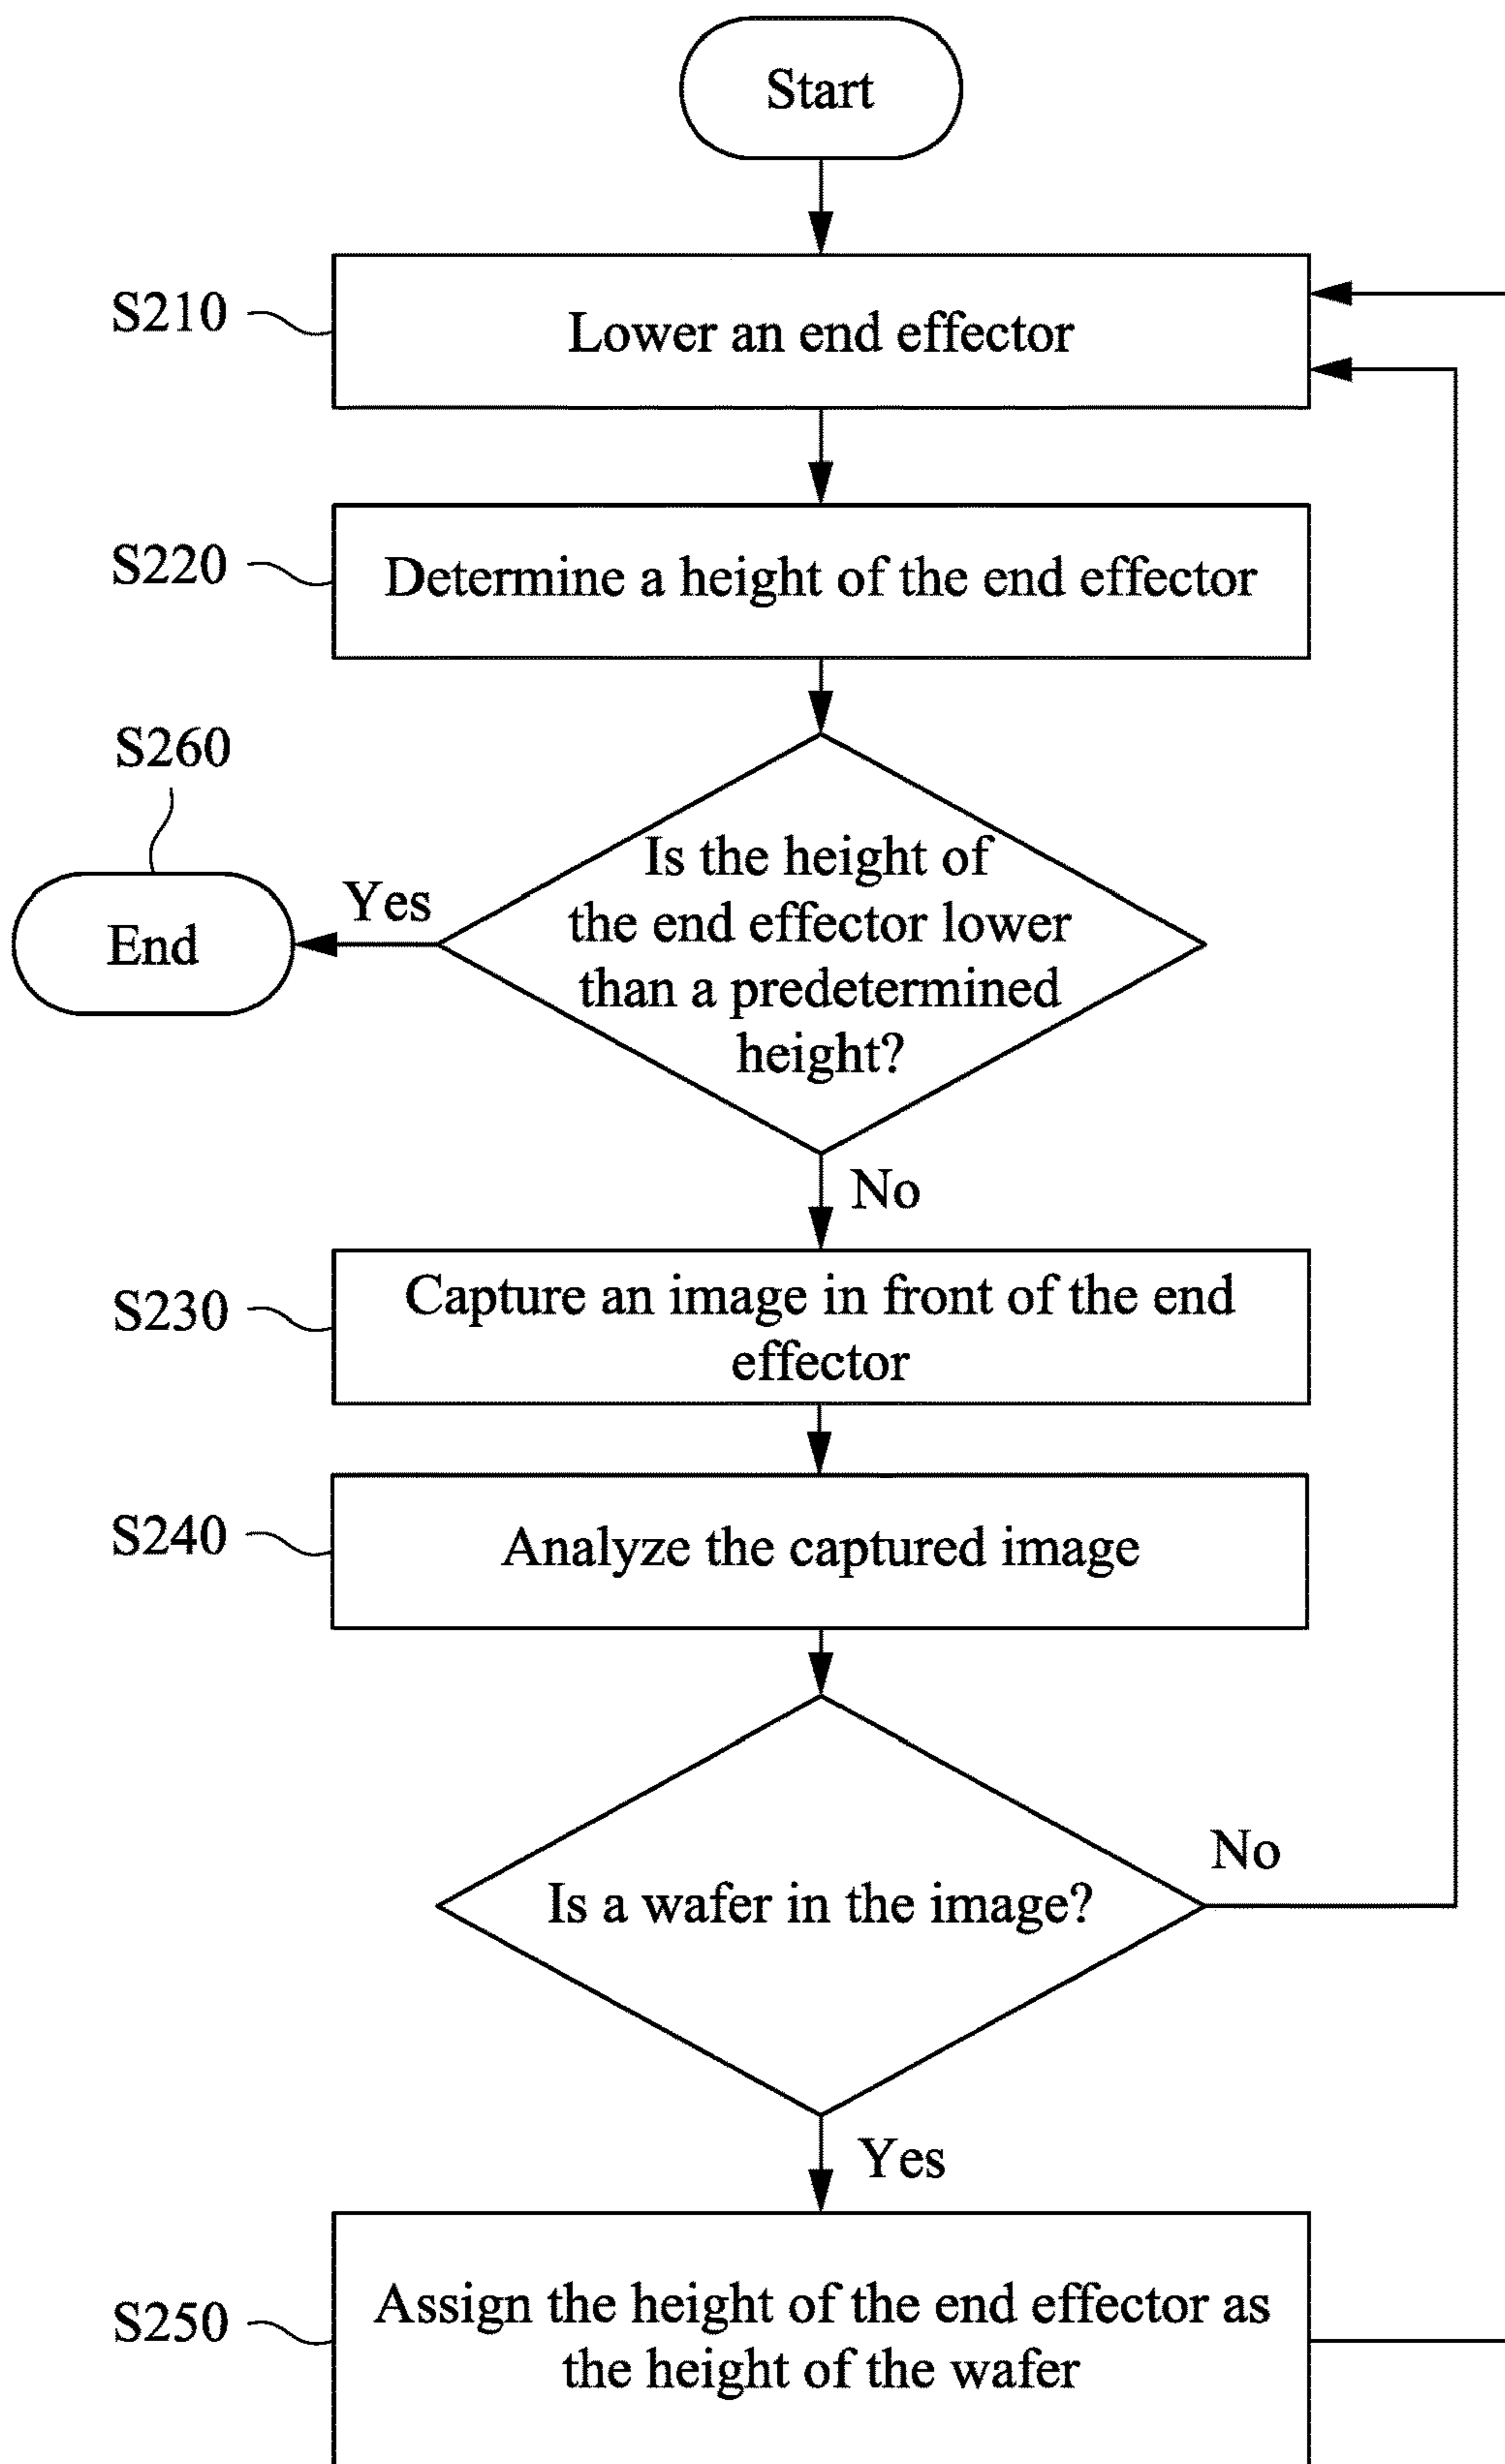 Start
S210
Lower an end effector
S220
Determine a height of the end effector
S260
Is the height of
the end effector lower
than a predetermined
height?
Yes
End
No
S230
Capture an image in front of the end
effector
S240
Analyze the captured image
Is a wafer in the image?
No
Yes
S250
Assign the height of the end effector as
the height of the wafer